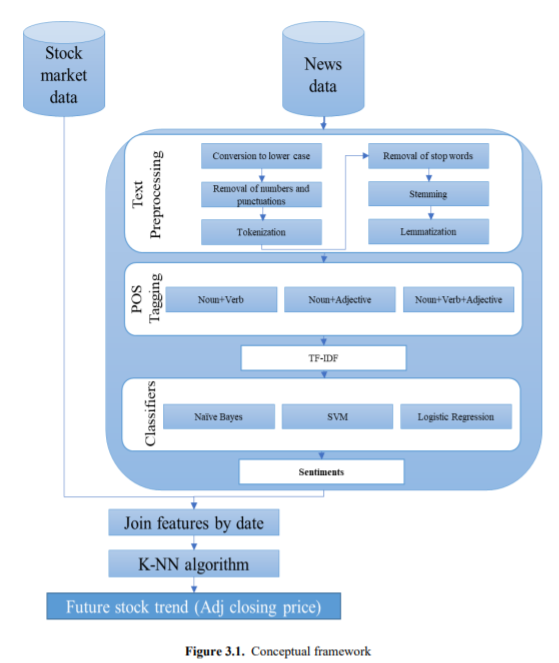 Stock
market
data
News
data
Text
Preprocessing
Conversion to lower case
Removal of numbers and
punctuations
Tokenization
Removal of stop words
Stemming
Lemmatization
POS
Tagging
Noun+Verb
Noun+Adjective
Noun+Verb+Adjective
TF-IDF
Classifiers
Naïve Bayes
SVM
Logistic Regression
Sentiments
Join features by date
K-NN algorithm
Future stock trend (Adj closing price)
Figure 3.1. Conceptual framework